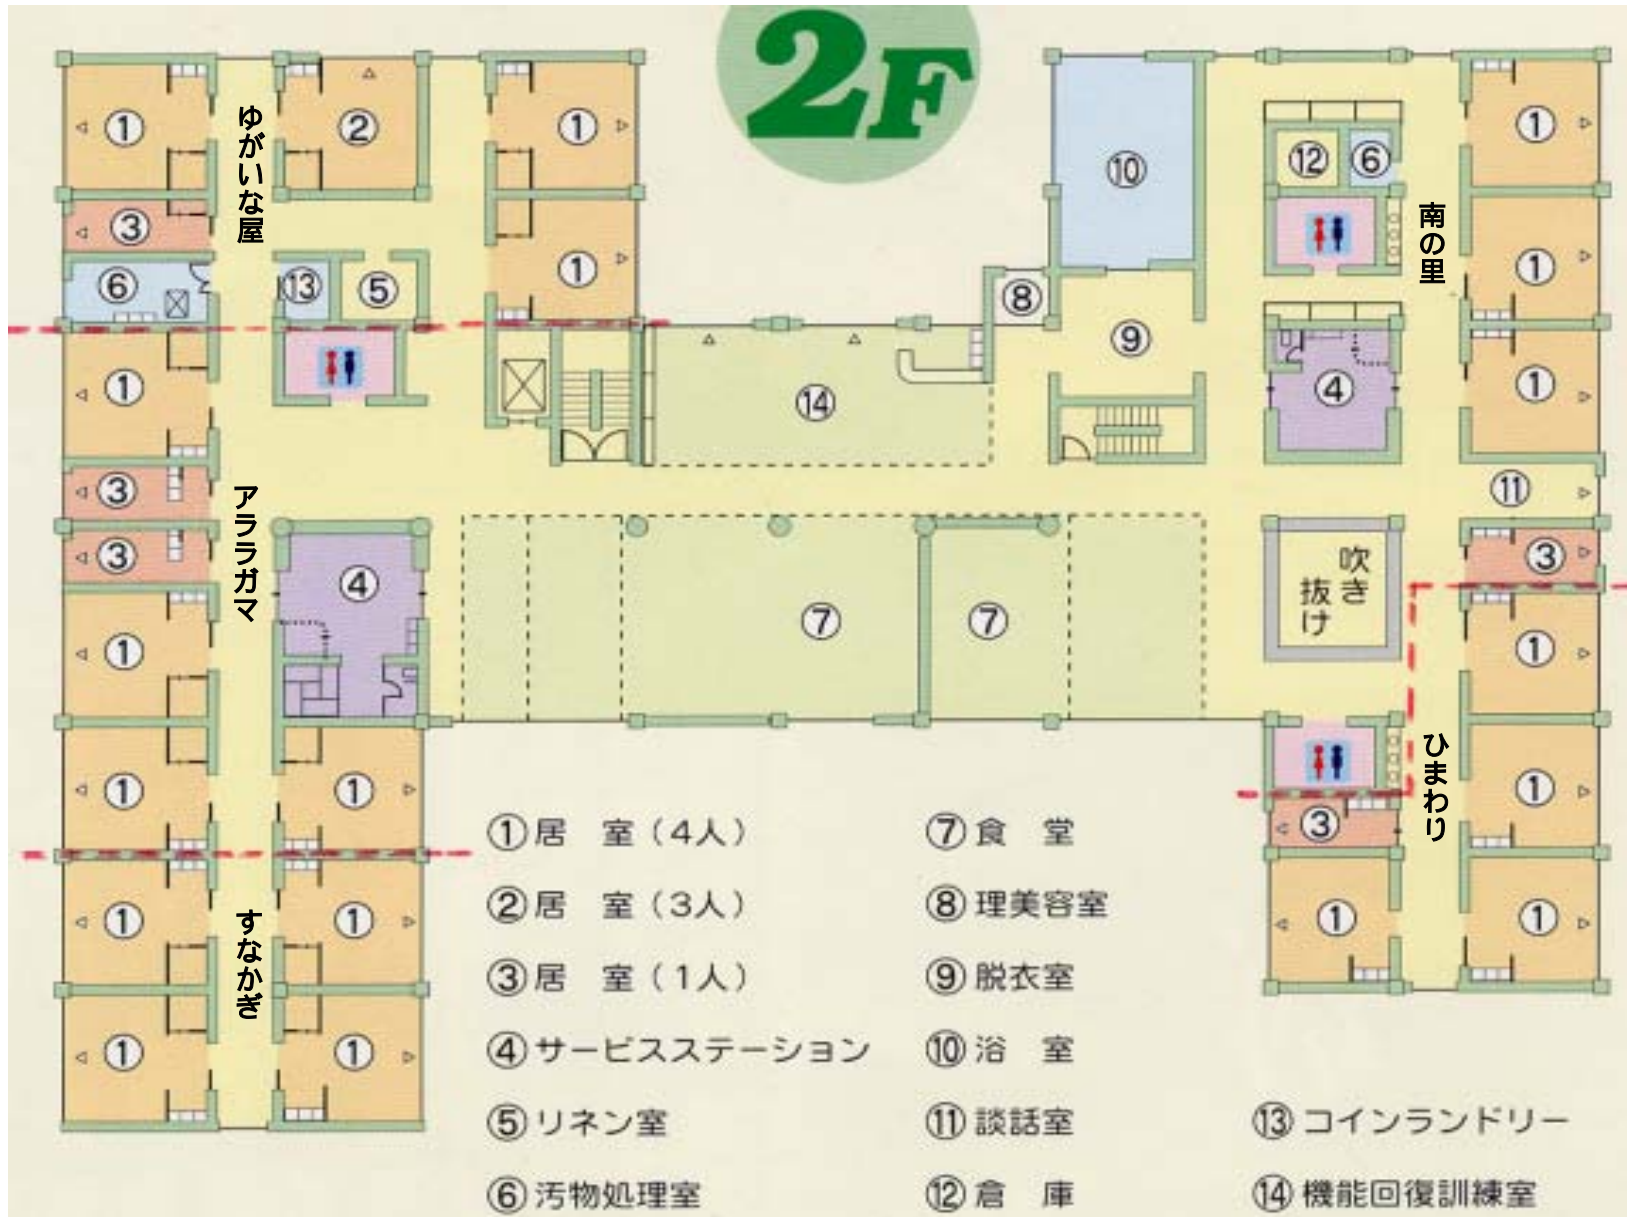 2F
ゆがいな屋
アララガマ
すなかぎ
南の里
ひまわり
① ② ① ⑩ ⑫ ⑥ ①
③ ① ①
⑥ ⑬ ⑤ ⑧ ⑨
① ⑭ ④ ①
③ ⑪
③ ④ ⑦ ⑦ 吹き抜け ③
① ①
① ① ③ ①
① ① ① ①
① ①
①居　室（4人）
②居　室（3人）
③居　室（1人）
④サービスステーション
⑤リネン室
⑥汚物処理室
⑦食　堂
⑧理美容室
⑨脱衣室
⑩浴　室
⑪談話室
⑫倉　庫
⑬コインランドリー
⑭機能回復訓練室